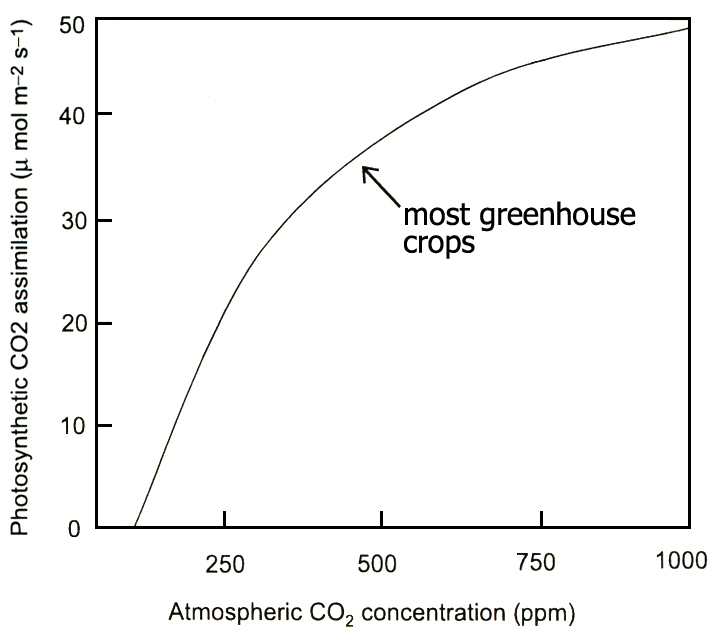 Photosynthetic CO2 assimilation (μ mol m⁻² s⁻¹)
50
40
30
20
10
0
most greenhouse
crops
250 500 750 1000
Atmospheric CO₂ concentration (ppm)